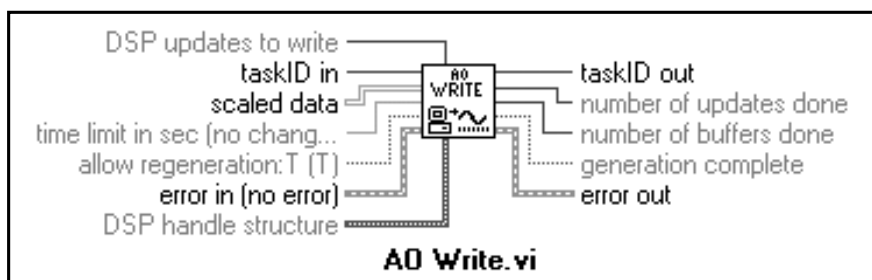 DSP updates to write
taskID in
scaled data
time limit in sec (no chang...
allow regeneration:T (T)
error in (no error)
DSP handle structure
AO
WRITE
taskID out
number of updates done
number of buffers done
generation complete
error out
AO Write.vi